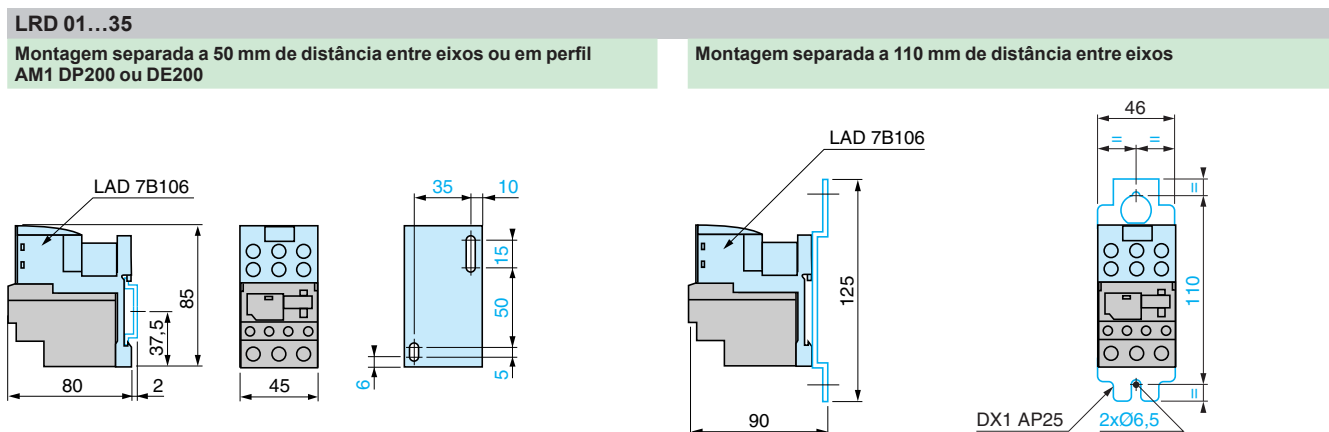 LRD 01…35
Montagem separada a 50 mm de distância entre eixos ou em perfil
AM1 DP200 ou DE200
Montagem separada a 110 mm de distância entre eixos
LAD 7B106
85
37,5
80
2
45
35
10
15
50
5
6
LAD 7B106
125
90
46
=
=
=
110
=
DX1 AP25
2xØ6,5